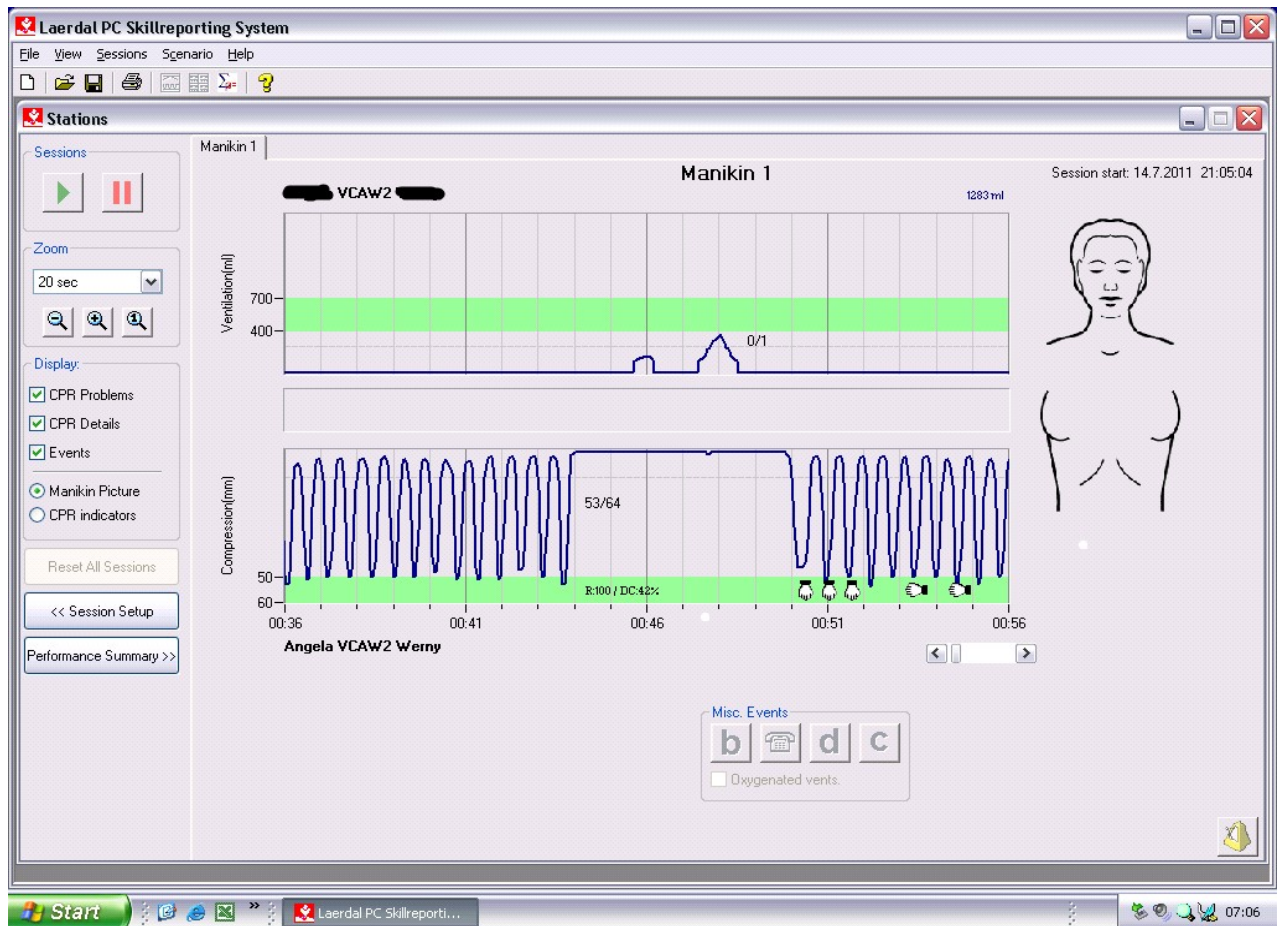 Laerdal PC Skillreporting System
File View Sessions Scenario Help
Stations
Sessions
Manikin 1
Manikin 1
Session start: 14.7.2011 21:05:04
VCAW2
1283 ml
Zoom
20 sec
Ventilation(ml)
700
400
0/1
Display:
CPR Problems
CPR Details
Events
Manikin Picture
CPR indicators
Compression(mm)
53/64
50
60
R:100 / DC:42%
00:36 00:41 00:46 00:51 00:56
Angela VCAW2 Werny
Reset All Sessions
<< Session Setup
Performance Summary >>
Misc. Events
b d c
Oxygenated vents.
Start
»
Laerdal PC Skillreporti...
07:06